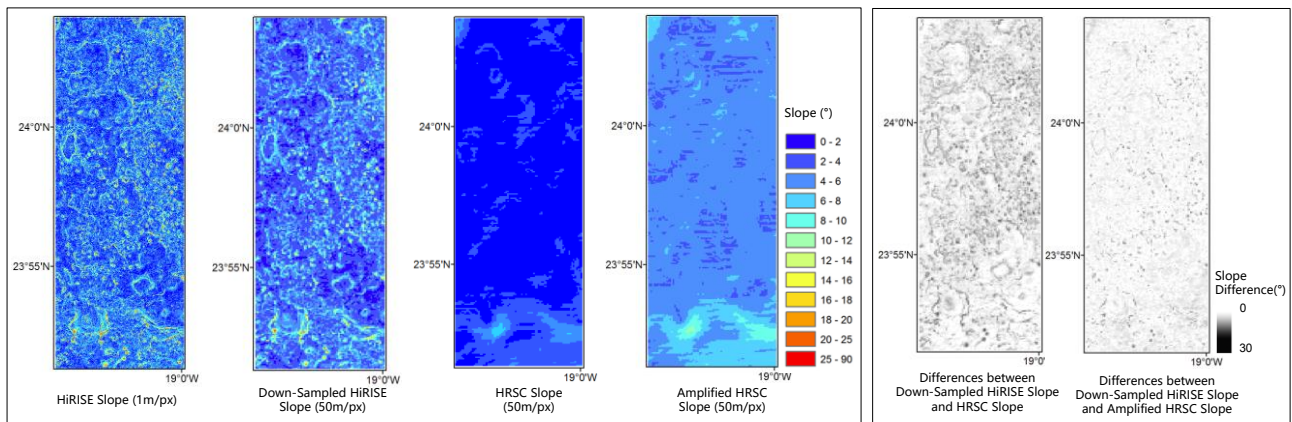 24°0'N
23°55'N
19°0'W
HiRISE Slope (1m/px)
24°0'N
23°55'N
19°0'W
Down-Sampled HiRISE
Slope (50m/px)
24°0'N
23°55'N
19°0'W
HRSC Slope
(50m/px)
24°0'N
23°55'N
19°0'W
Amplified HRSC
Slope (50m/px)
Slope (°)
0 - 2
2 - 4
4 - 6
6 - 8
8 - 10
10 - 12
12 - 14
14 - 16
16 - 18
18 - 20
20 - 25
25 - 90
24°0'N
23°55'N
19°0'
Differences between
Down-Sampled HiRISE Slope
and HRSC Slope
24°0'N
23°55'N
19°0'W
Differences between
Down-Sampled HiRISE Slope
and Amplified HRSC Slope
Slope
Difference(°)
0
30